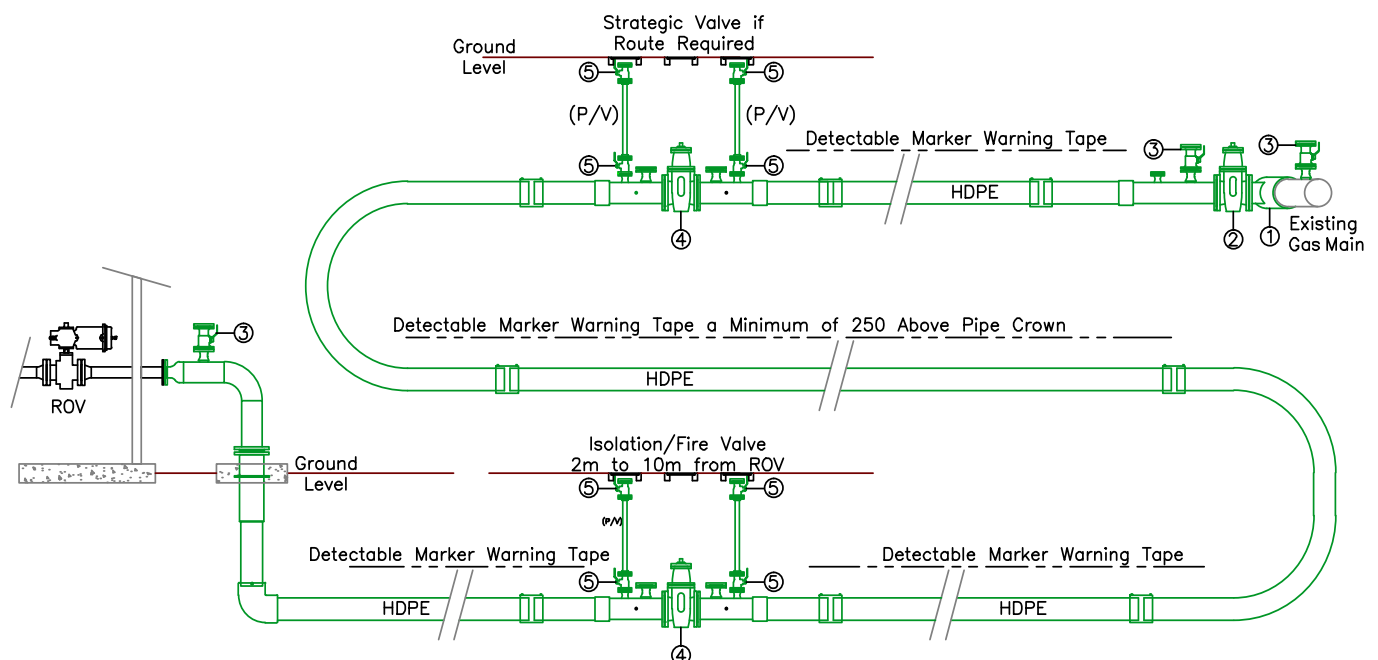 Strategic Valve if
Route Required
Ground
Level
5
5
(P/V)
(P/V)
Detectable Marker Warning Tape
3
3
5
5
HDPE
4
2
1
Existing
Gas Main
Detectable Marker Warning Tape a Minimum of 250 Above Pipe Crown
3
HDPE
ROV
Isolation/Fire Valve
2m to 10m from ROV
Ground
Level
5
5
(P/V)
Detectable Marker Warning Tape
Detectable Marker Warning Tape
5
5
HDPE
HDPE
4